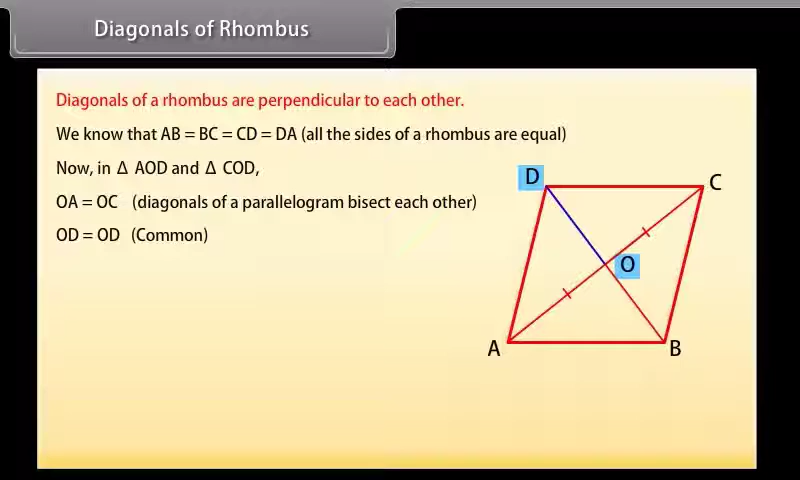 Diagonals of Rhombus
Diagonals of a rhombus are perpendicular to each other.
We know that AB = BC = CD = DA (all the sides of a rhombus are equal)
Now, in Δ AOD and Δ COD,
OA = OC (diagonals of a parallelogram bisect each other)
OD = OD (Common)
D
C
O
A
B